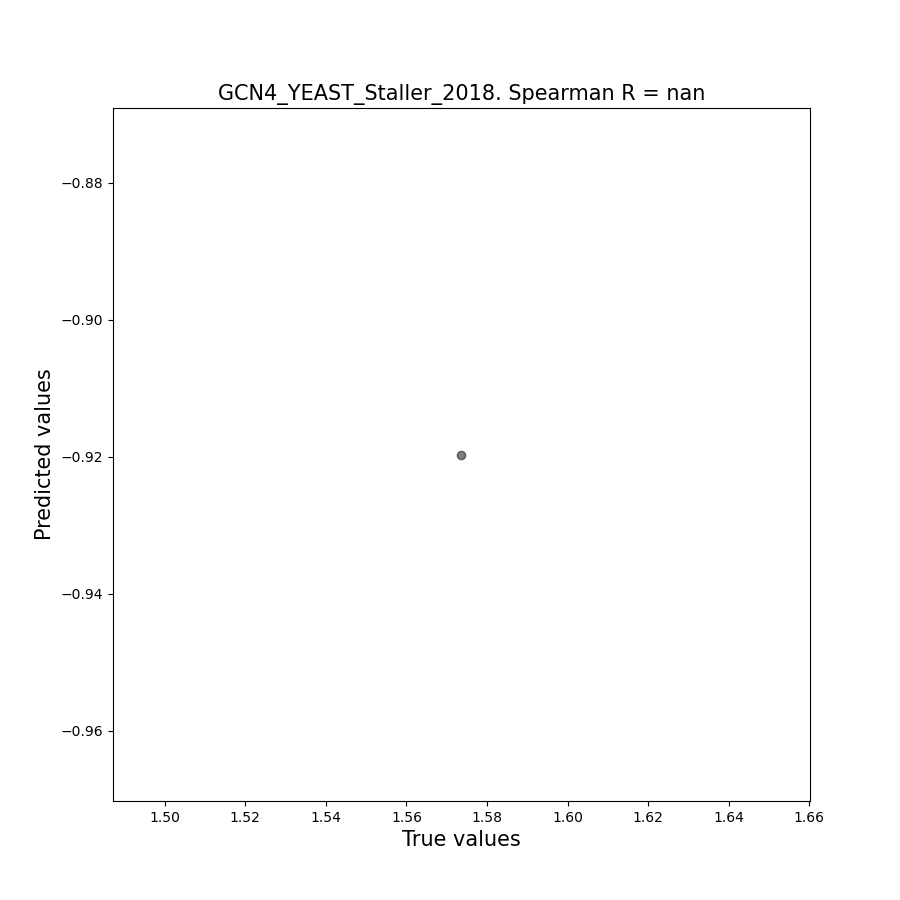 GCN4_YEAST_Staller_2018. Spearman R = nan
−0.88
−0.90
−0.92
−0.94
−0.96
Predicted values
1.50 1.52 1.54 1.56 1.58 1.60 1.62 1.64 1.66
True values